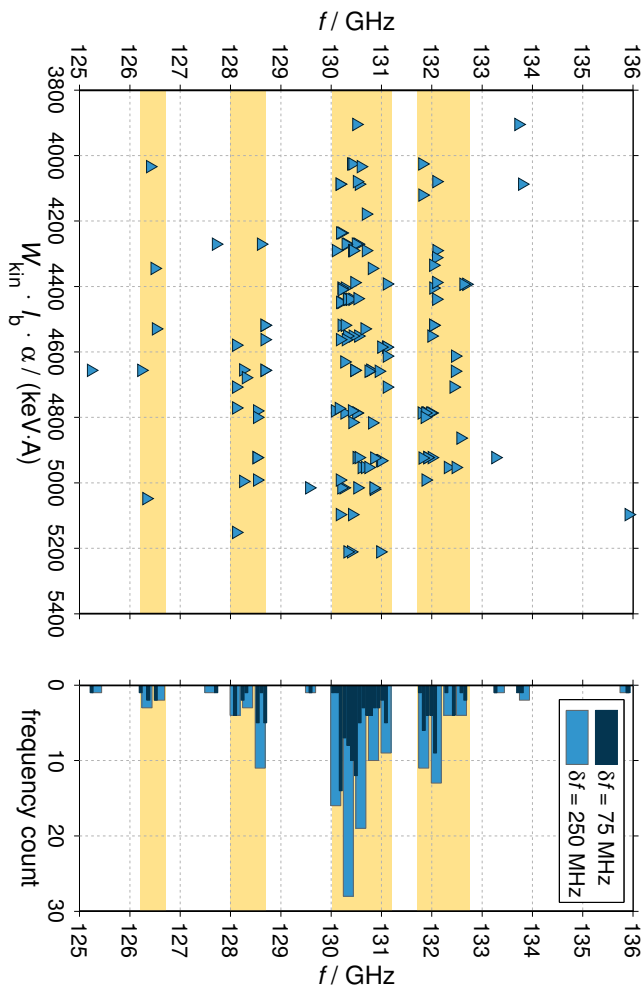 f / GHz
125 126 127 128 129 130 131 132 133 134 135 136
3800 4000 4200 4400 4600 4800 5000 5200 5400
W_kin · I_b · α / (keV·A)
δf = 75 MHz
δf = 250 MHz
0 10 20 30
frequency count
125 126 127 128 129 130 131 132 133 134 135 136
f / GHz